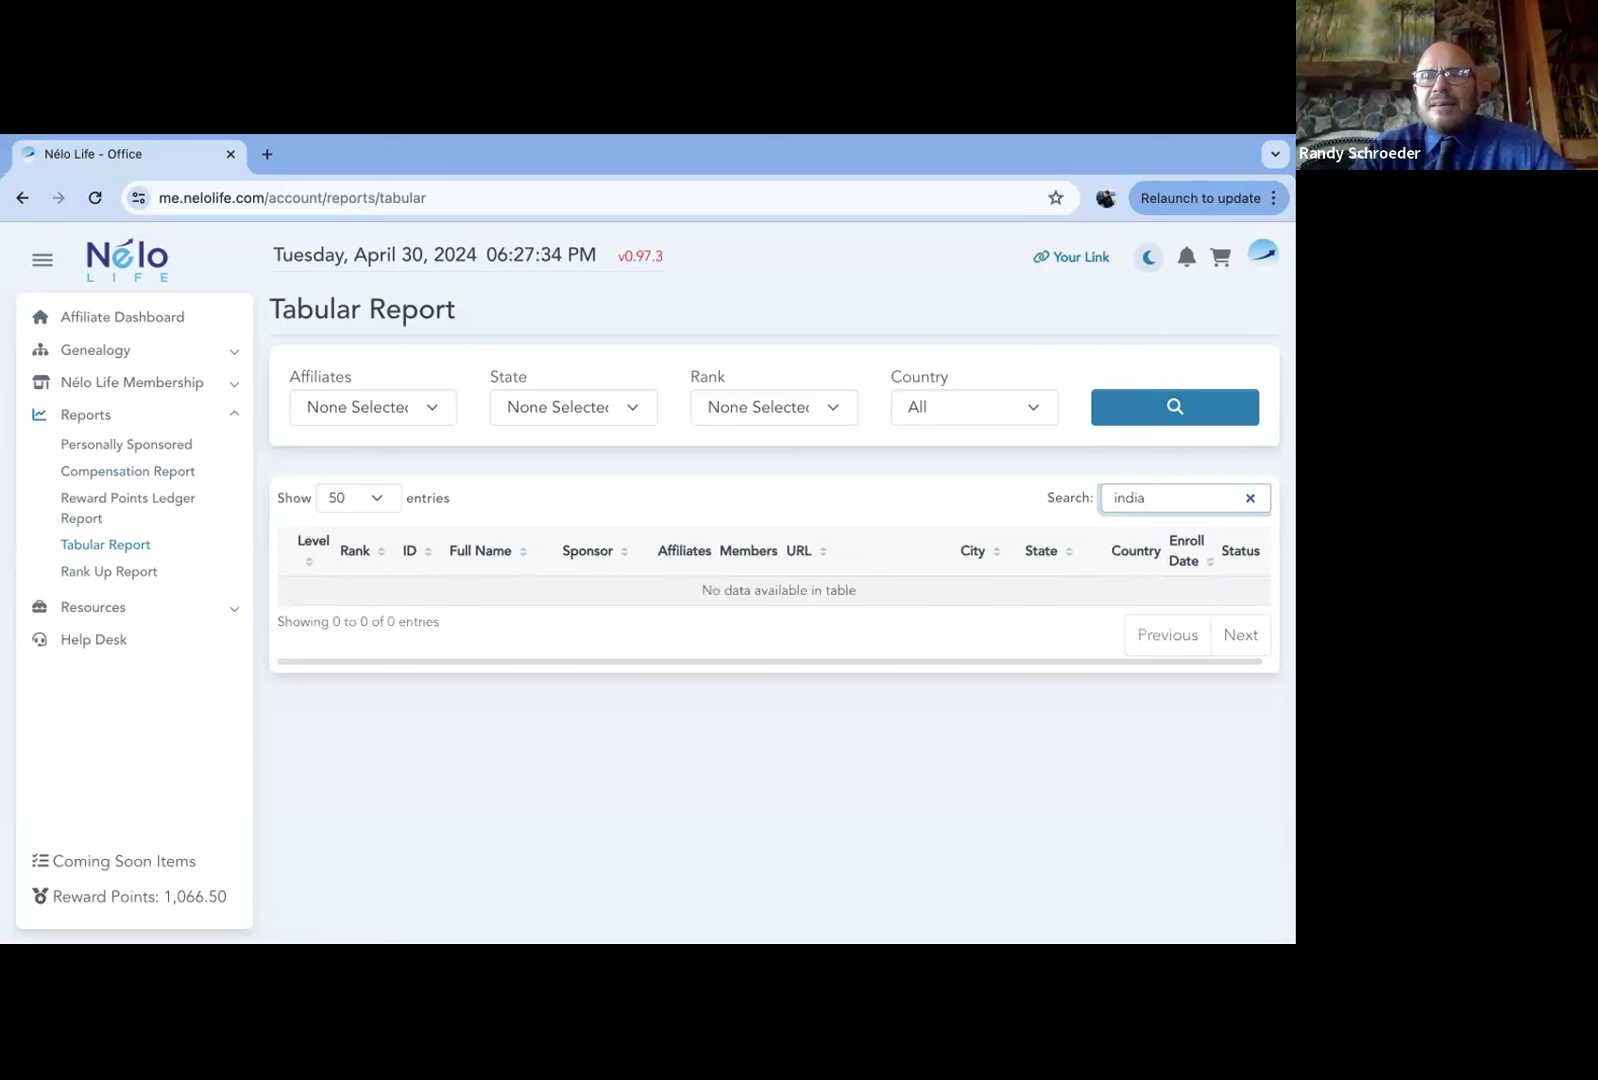 Nélo Life - Office
me.nelolife.com/account/reports/tabular
Relaunch to update
Randy Schroeder
Nélo
LIFE
Tuesday, April 30, 2024 06:27:34 PM v0.97.3
Your Link
Affiliate Dashboard
Genealogy
Nélo Life Membership
Reports
Personally Sponsored
Compensation Report
Reward Points Ledger
Report
Tabular Report
Rank Up Report
Resources
Help Desk
Coming Soon Items
Reward Points: 1,066.50
Tabular Report
Affiliates State Rank Country
None Selected None Selected None Selected All
Show 50 entries Search: india
Level Rank ID Full Name Sponsor Affiliates Members URL City State Country Enroll Date Status
No data available in table
Showing 0 to 0 of 0 entries
Previous Next